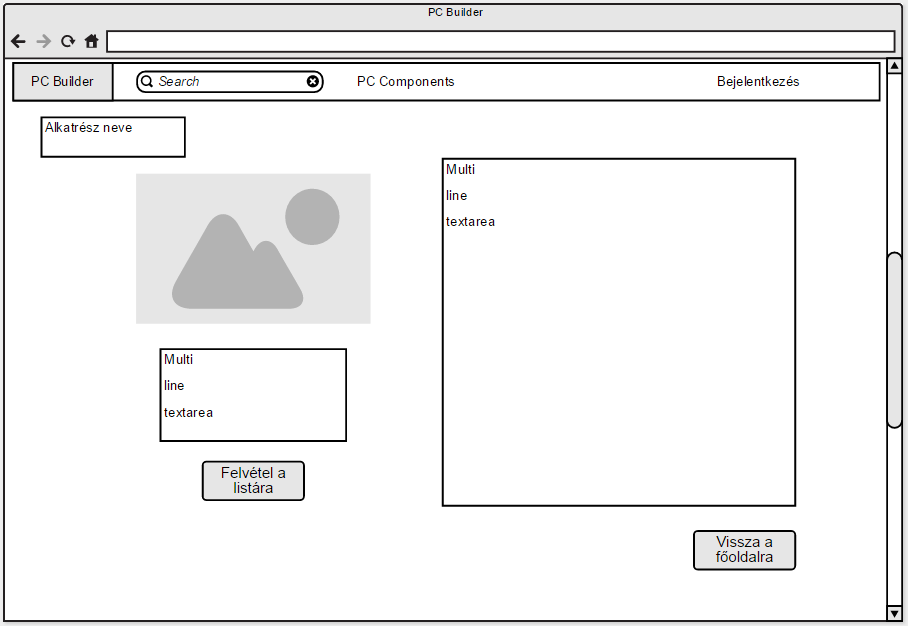 PC Builder
PC Builder
Search
PC Components
Bejelentkezés
Alkatrész neve
Multi
line
textarea
Multi
line
textarea
Felvétel a
listára
Vissza a
főoldalra